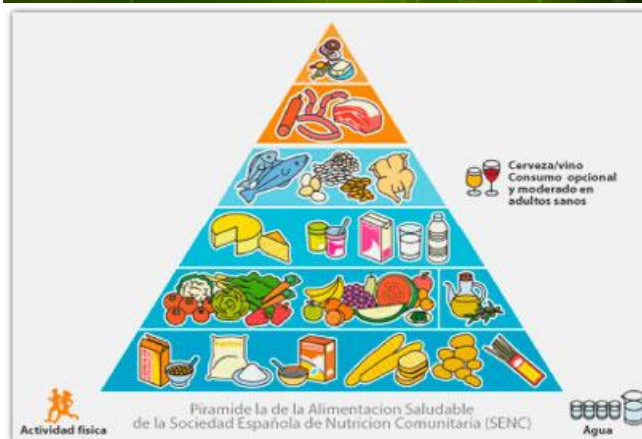 Cerveza/vino
Consumo opcional
y moderado en
adultos sanos
Piramide la de la Alimentacion Saludable
de la Sociedad Española de Nutricion Comunitaria (SENC)
Actividad física
Agua